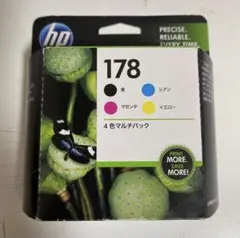 hp
PRECISE.
RELIABLE.
EVERY TIME.
178
黒
シアン
マゼンタ
イエロー
4色マルチパック
PRINT
MORE.
SAVE
MORE.